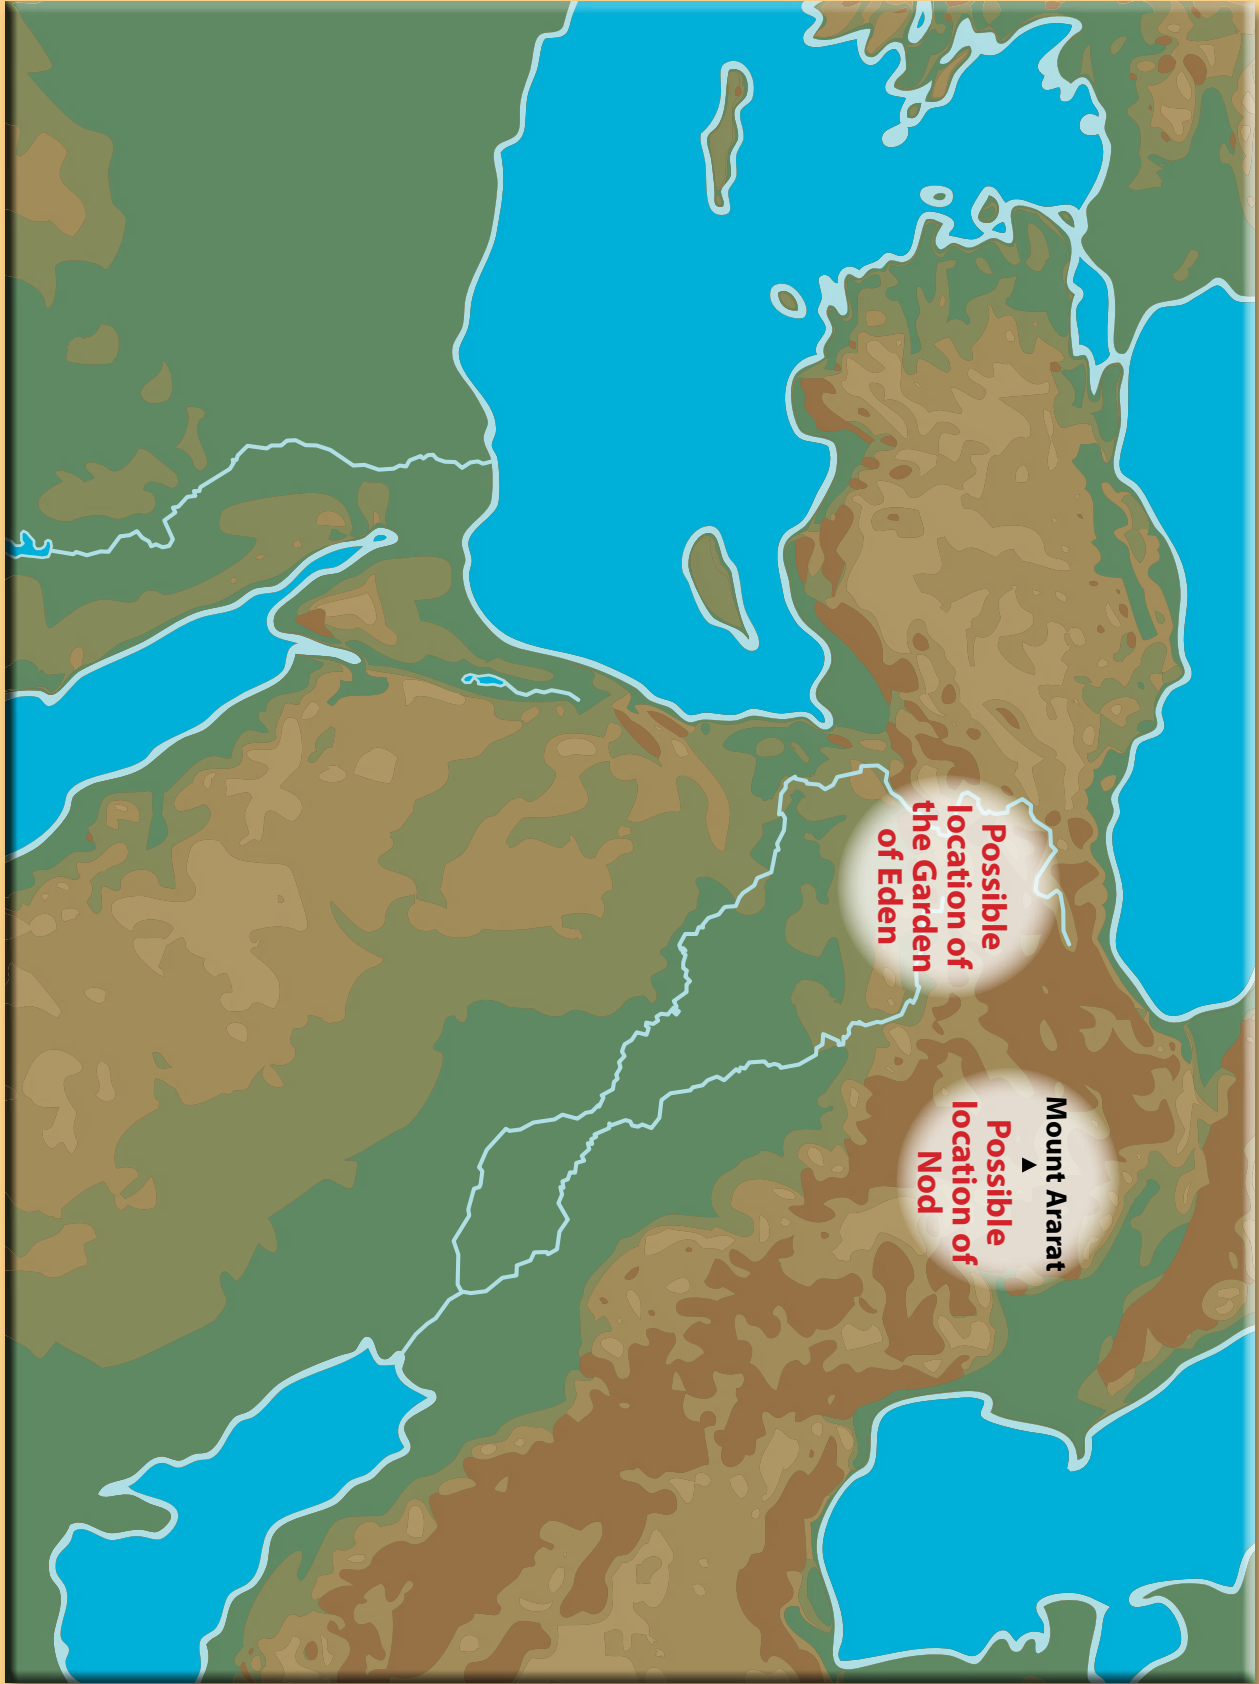 Possible
location of
the Garden
of Eden
Mount Ararat
Possible
location of
Nod